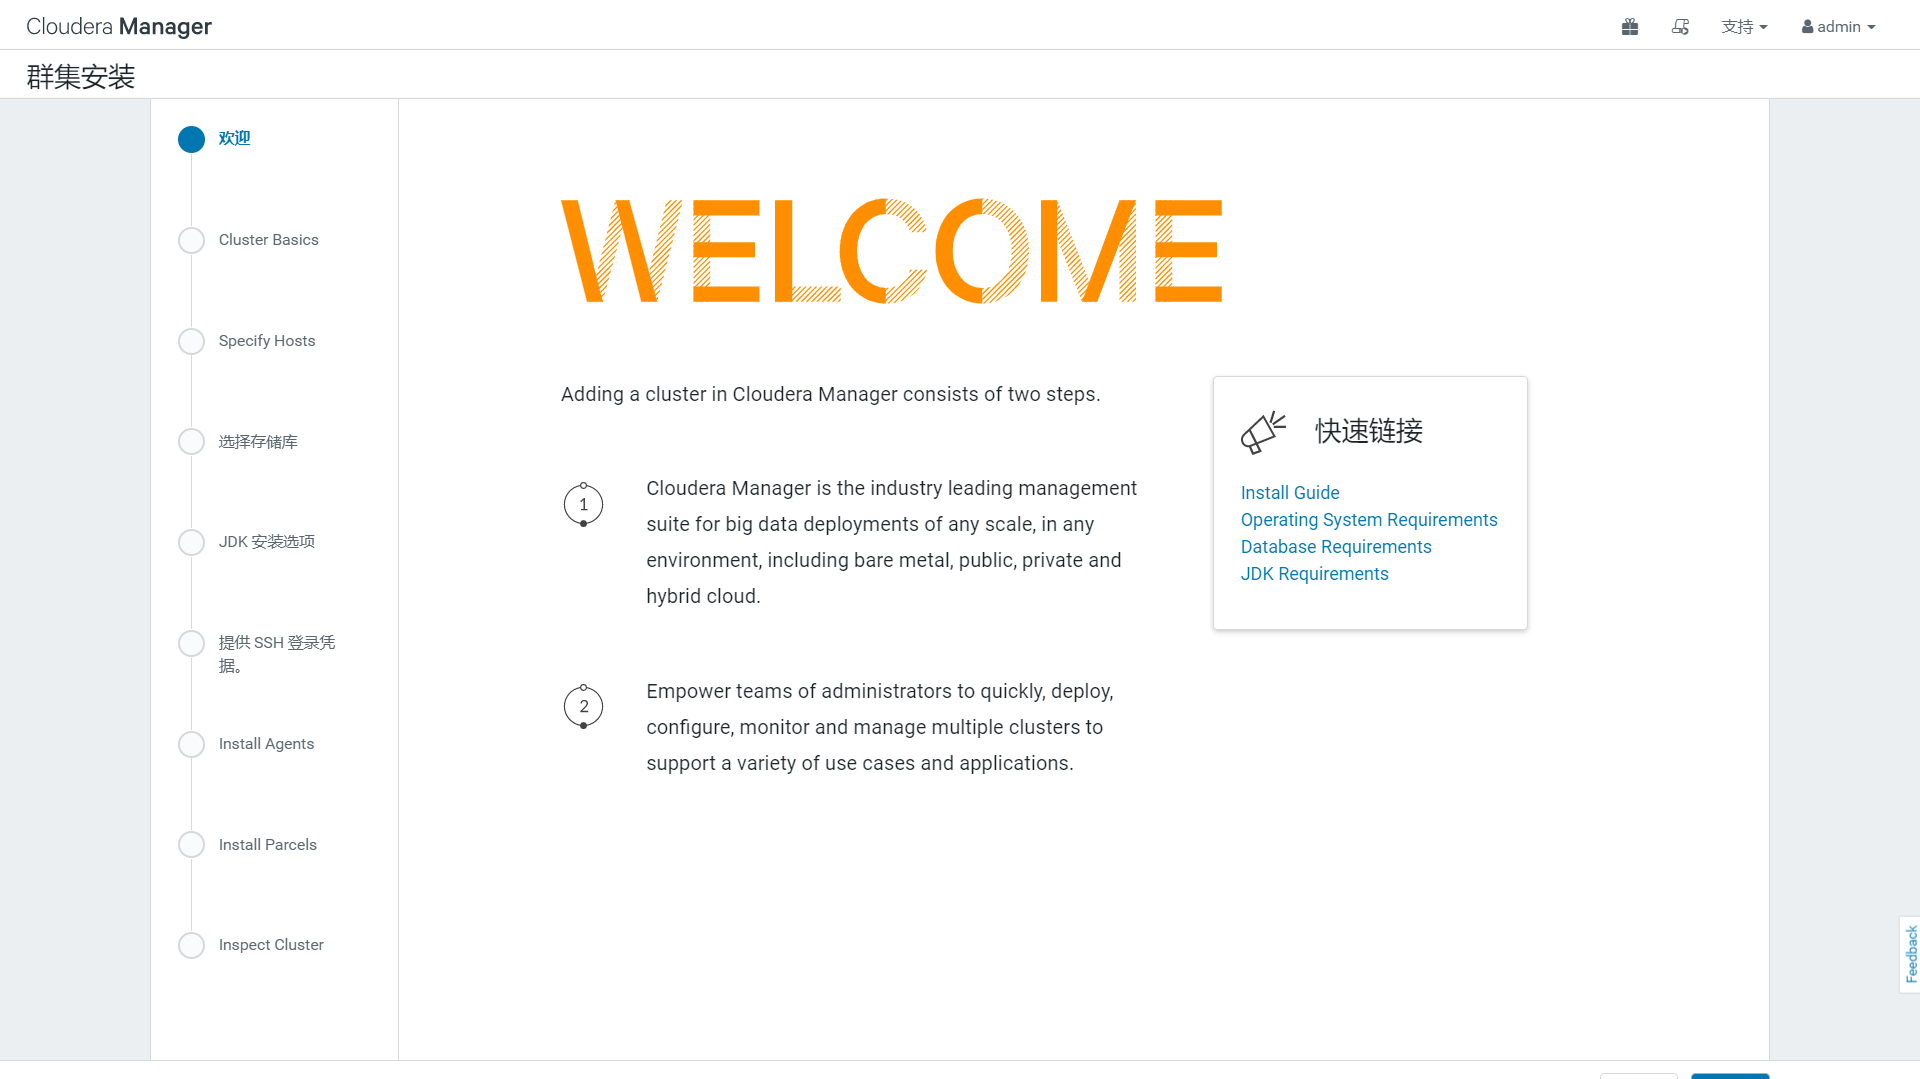 Cloudera Manager
支持
admin
群集安装
欢迎
Cluster Basics
Specify Hosts
选择存储库
JDK 安装选项
提供 SSH 登录凭
据。
Install Agents
Install Parcels
Inspect Cluster
WELCOME
Adding a cluster in Cloudera Manager consists of two steps.
1
Cloudera Manager is the industry leading management
suite for big data deployments of any scale, in any
environment, including bare metal, public, private and
hybrid cloud.
2
Empower teams of administrators to quickly, deploy,
configure, monitor and manage multiple clusters to
support a variety of use cases and applications.
快速链接
Install Guide
Operating System Requirements
Database Requirements
JDK Requirements
Feedback